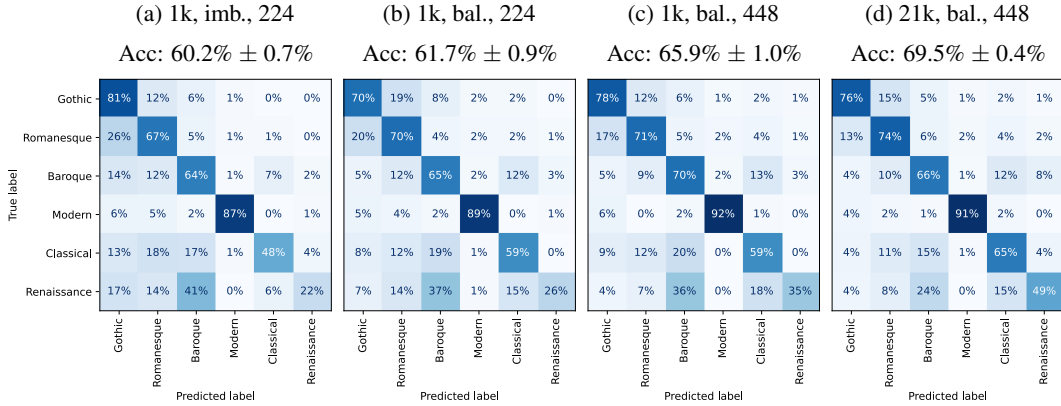 (a) 1k, imb., 224 (b) 1k, bal., 224 (c) 1k, bal., 448 (d) 21k, bal., 448
Acc: 60.2% ± 0.7% Acc: 61.7% ± 0.9% Acc: 65.9% ± 1.0% Acc: 69.5% ± 0.4%
Gothic 81% 12% 6% 1% 0% 0% 70% 19% 8% 2% 2% 0% 78% 12% 6% 1% 2% 1% 76% 15% 5% 1% 2% 1%
Romanesque 26% 67% 5% 1% 1% 0% 20% 70% 4% 2% 2% 1% 17% 71% 5% 2% 4% 1% 13% 74% 6% 2% 4% 2%
Baroque 14% 12% 64% 1% 7% 2% 5% 12% 65% 2% 12% 3% 5% 9% 70% 2% 13% 3% 4% 10% 66% 2% 12% 8%
True label
Modern 6% 5% 2% 87% 0% 1% 5% 4% 2% 89% 0% 1% 6% 0% 2% 92% 1% 0% 4% 2% 1% 91% 2% 0%
Classical 13% 18% 17% 1% 48% 4% 8% 12% 19% 1% 59% 0% 9% 12% 20% 0% 59% 0% 4% 11% 15% 1% 65% 4%
Renaissance 17% 14% 41% 0% 6% 22% 7% 14% 37% 1% 15% 26% 4% 7% 36% 0% 18% 35% 4% 8% 24% 0% 15% 49%
Gothic Romanesque Baroque Modern Classical Renaissance Gothic Romanesque Baroque Modern Classical Renaissance Gothic Romanesque Baroque Modern Classical Renaissance Gothic Romanesque Baroque Modern Classical Renaissance
Predicted label Predicted label Predicted label Predicted label